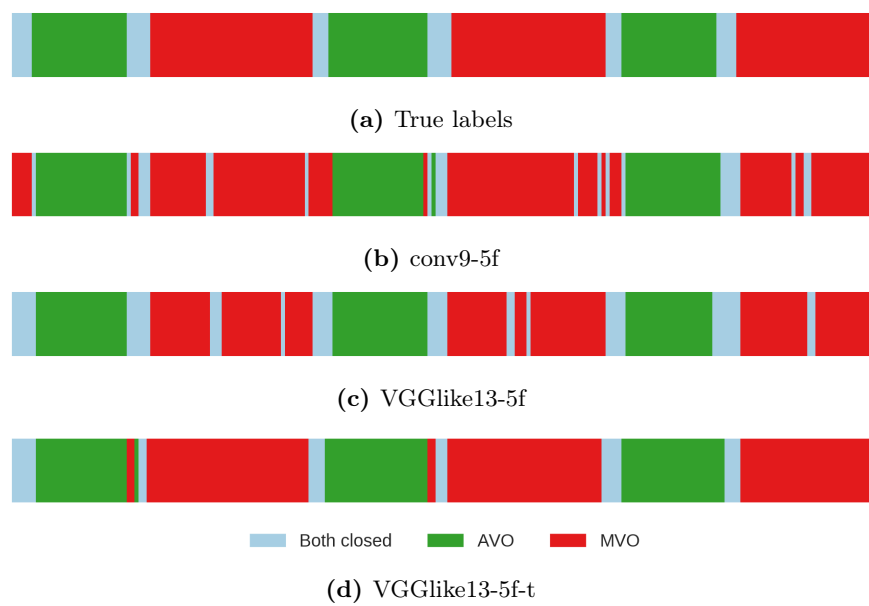 (a) True labels
(b) conv9-5f
(c) VGGlike13-5f
Both closed AVO MVO
(d) VGGlike13-5f-t